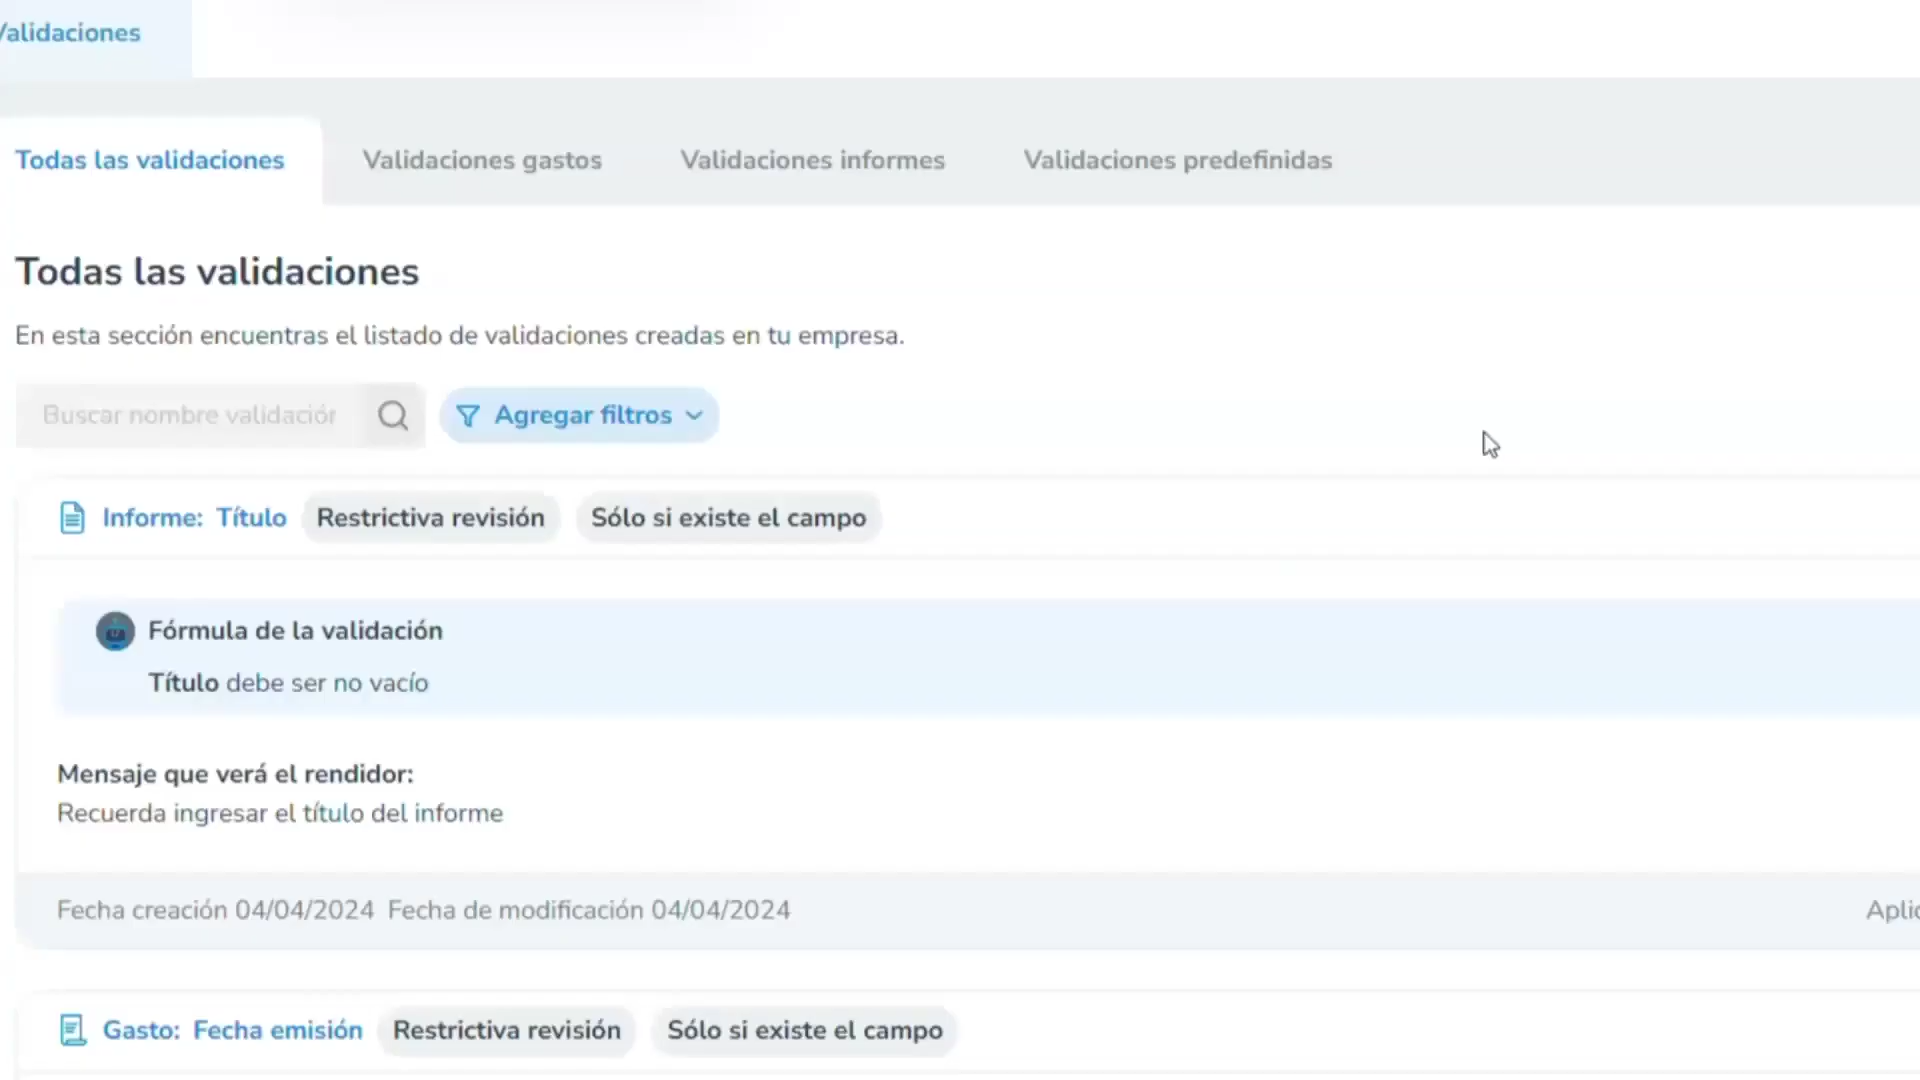 Validaciones
Todas las validaciones
Validaciones gastos
Validaciones informes
Validaciones predefinidas
Todas las validaciones
En esta sección encuentras el listado de validaciones creadas en tu empresa.
Buscar nombre validación
Agregar filtros
Informe: Título
Restrictiva revisión
Sólo si existe el campo
Fórmula de la validación
Título debe ser no vacío
Mensaje que verá el rendidor:
Recuerda ingresar el título del informe
Fecha creación 04/04/2024 Fecha de modificación 04/04/2024
Gasto: Fecha emisión
Restrictiva revisión
Sólo si existe el campo